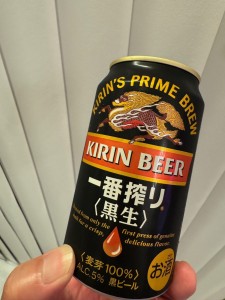 KIRIN'S PRIME BREW
KIRIN BEER
一番搾り
〈黒生〉
first press of genuine
delicious flavor
〈麦芽100%〉
ALC.5% 黒ビール
お酒